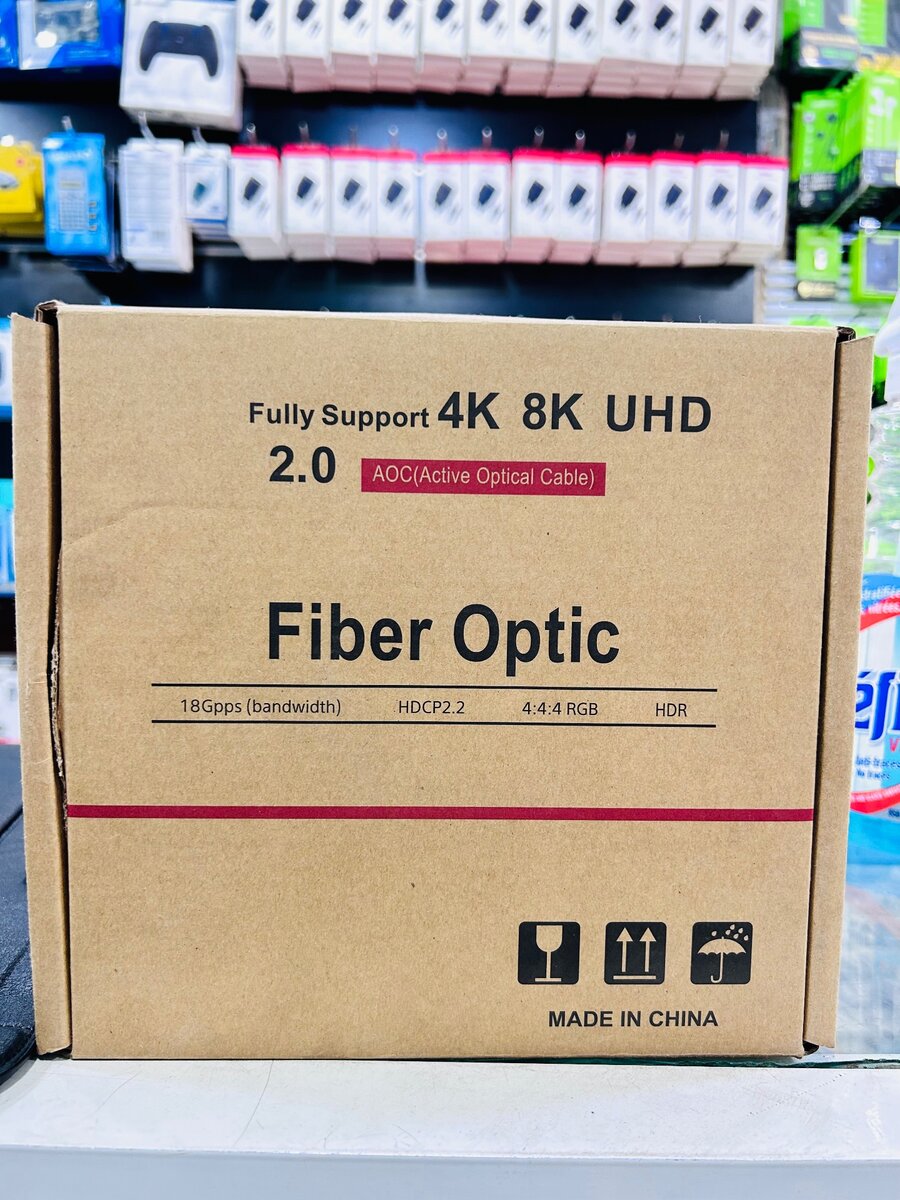 Fully Support 4K 8K UHD
2.0 AOC(Active Optical Cable)
Fiber Optic
18Gpps (bandwidth) HDCP2.2 4:4:4 RGB HDR
MADE IN CHINA